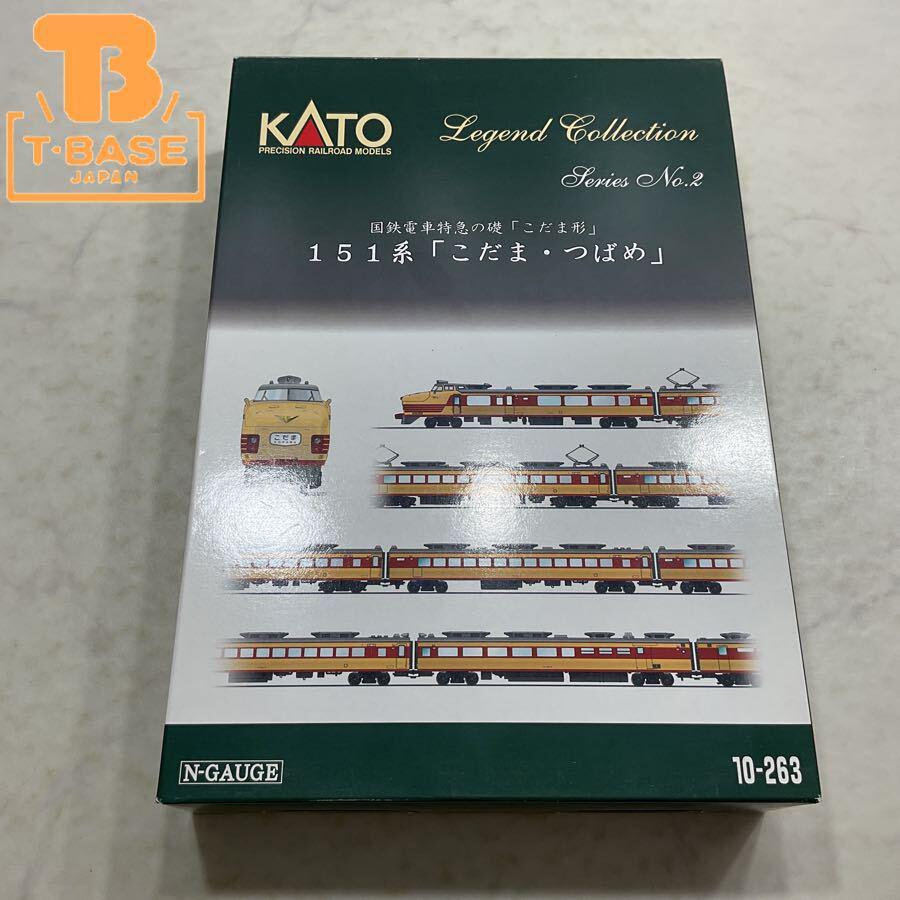 T・BASE
JAPAN
KATO
PRECISION RAILROAD MODELS
Legend Collection
Series No.2
国鉄電車特急の礎「こだま形」
151系「こだま・つばめ」
こだま
N-GAUGE
10-263